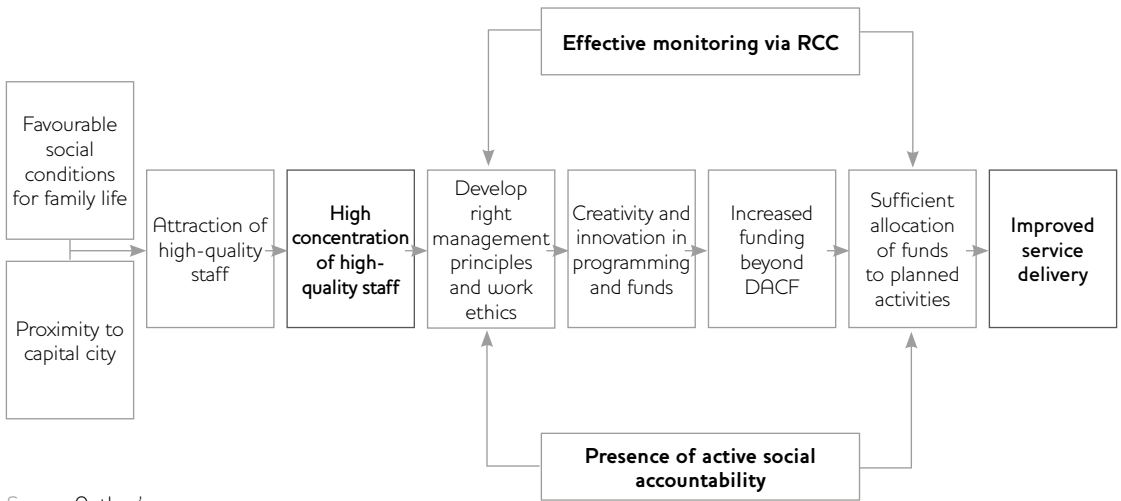 Effective monitoring via RCC
Favourable
social
conditions
for family life
Proximity to
capital city
Attraction of
high-quality
staff
High
concentration
of high-
quality staff
Develop
right
management
principles
and work
ethics
Creativity and
innovation in
programming
and funds
Increased
funding
beyond
DACF
Sufficient
allocation
of funds
to planned
activities
Improved
service
delivery
Presence of active social
accountability